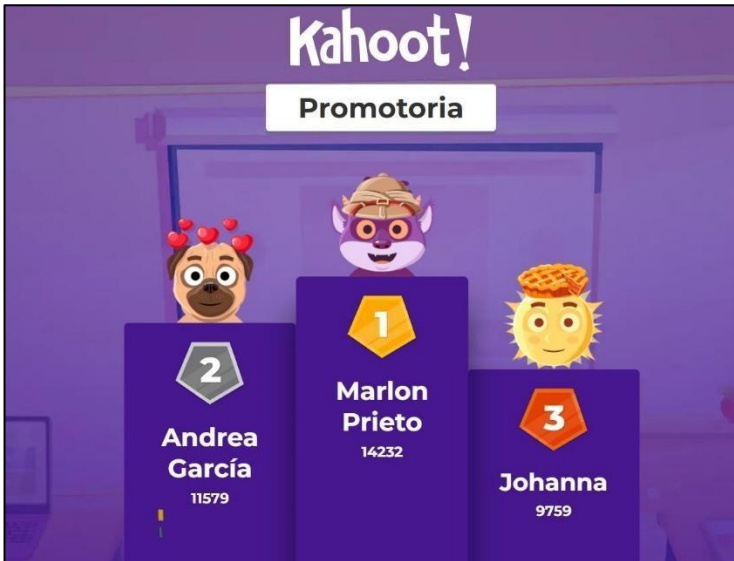 Kahoot!
Promotoria
1
Marlon
Prieto
14232
2
Andrea
García
11579
3
Johanna
9759